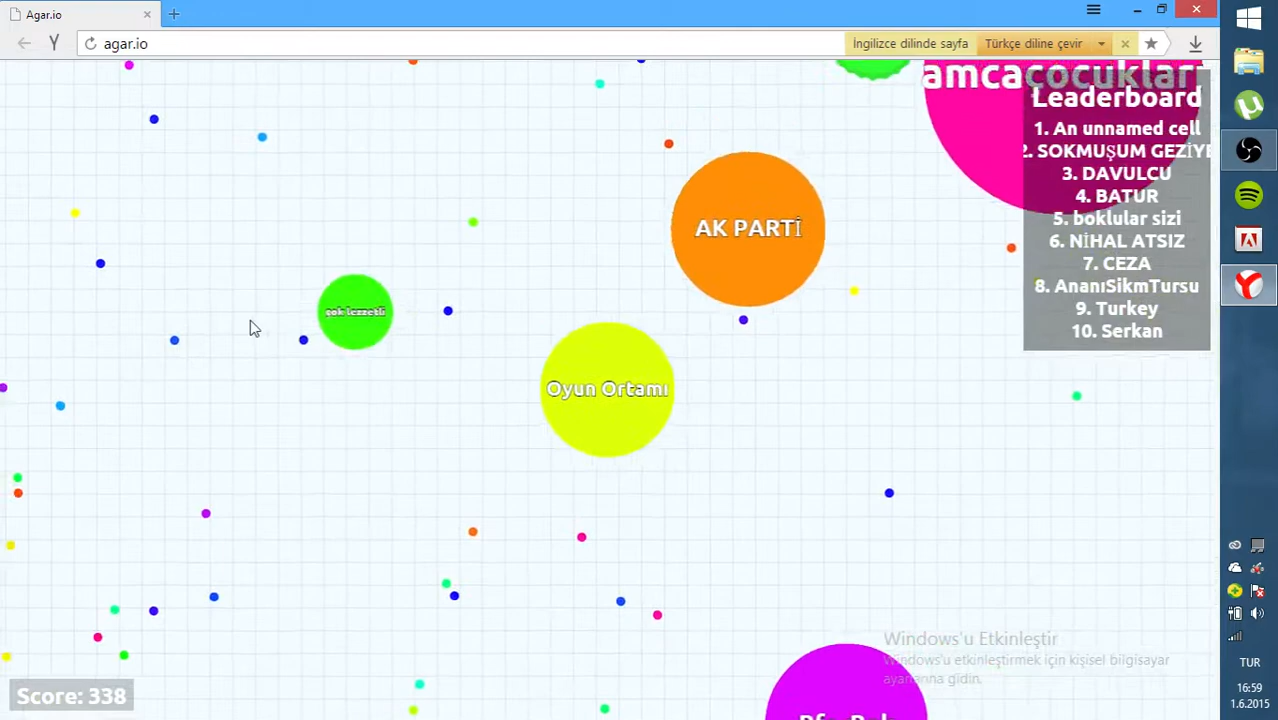 Agar.io
agar.io
İngilizce dilinde sayfa
Türkçe diline çevir
amcaçocukları
Leaderboard
1. An unnamed cell
2. SOKMUŞUM GEZİYE
3. DAVULCU
4. BATUR
5. boklular sizi
6. NİHAL ATSIZ
7. CEZA
8. AnanıSikmTursu
9. Turkey
10. Serkan
AK PARTİ
çok lezzetli
Oyun Ortamı
Windows'u Etkinleştir
Windows'u etkinleştirmek için kişisel bilgisayar
ayarlarına gidin.
Score: 338
TUR
16:59
1.6.2015